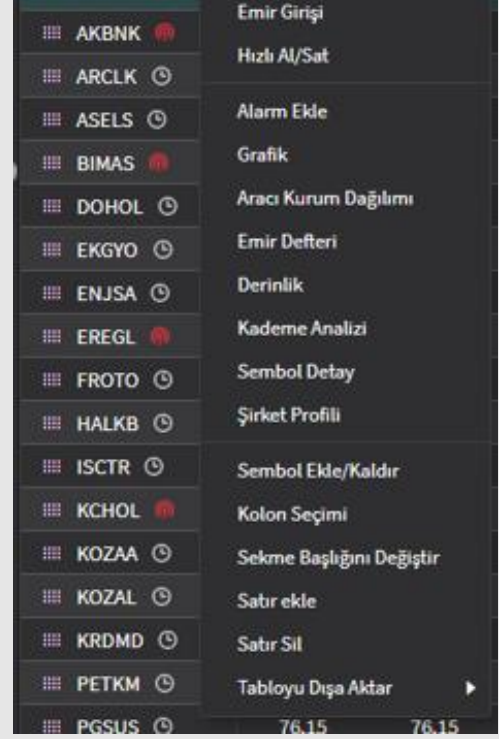 AKBNK
ARCLK
ASELS
BIMAS
DOHOL
EKGYO
ENJSA
EREGL
FROTO
HALKB
ISCTR
KCHOL
KOZAA
KOZAL
KRDMD
PETKM
PGSUS 76.15 76.15
Emir Girişi
Hızlı Al/Sat
Alarm Ekle
Grafik
Aracı Kurum Dağılımı
Emir Defteri
Derinlik
Kademe Analizi
Sembol Detay
Şirket Profili
Sembol Ekle/Kaldır
Kolon Seçimi
Sekme Başlığını Değiştir
Satır ekle
Satır Sil
Tabloyu Dışa Aktar